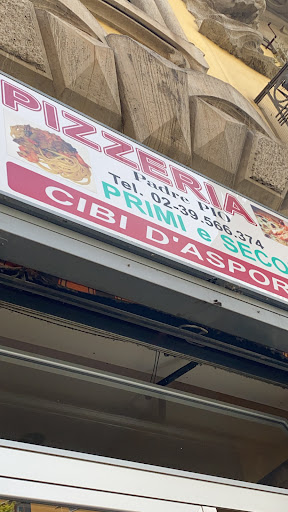 PIZZERIA
Padre PIO
Tel. 02-39.566.374
PRIMI e SECO
CIBI D'ASPOR